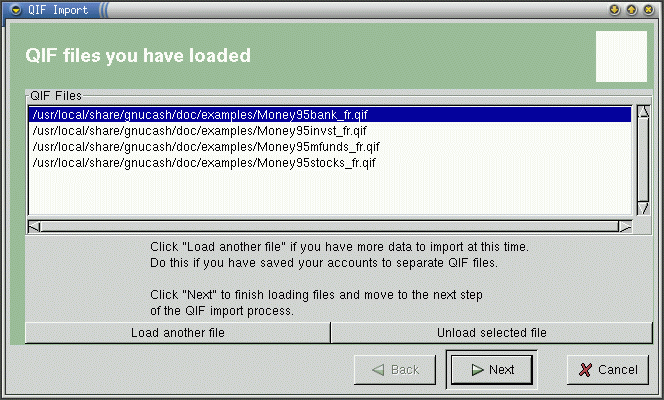 QIF Import
QIF files you have loaded
QIF Files
/usr/local/share/gnucash/doc/examples/Money95bank_fr.qif
/usr/local/share/gnucash/doc/examples/Money95invst_fr.qif
/usr/local/share/gnucash/doc/examples/Money95mfunds_fr.qif
/usr/local/share/gnucash/doc/examples/Money95stocks_fr.qif
Click "Load another file" if you have more data to import at this time.
Do this if you have saved your accounts to separate QIF files.
Click "Next" to finish loading files and move to the next step
of the QIF import process.
Load another file
Unload selected file
Back
Next
Cancel